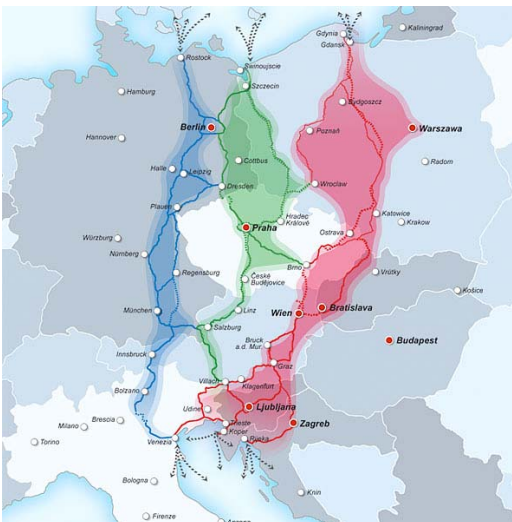 Kaliningrad
Gdynia
Gdansk
Rostock
Swinoujscie
Szczecin
Hamburg
Bydgoszcz
Berlin
Poznań
Warszawa
Hannover
Cottbus
Radom
Halle
Leipzig
Dresden
Wroclaw
Plauen
Hradec
Králové
Katowice
Krakow
Praha
Ostrava
Würzburg
Nürnberg
Brno
Regensburg
České
Budějovice
Vrútky
Košice
München
Linz
Wien
Bratislava
Salzburg
Budapest
Bruck
a.d. Mur
Innsbruck
Graz
Villach
Klagenfurt
Bolzano
Udine
Ljubljana
Milano
Brescia
Trieste
Koper
Zagreb
Torino
Venezia
Rijeka
Bologna
Knin
Firenze
Ancona